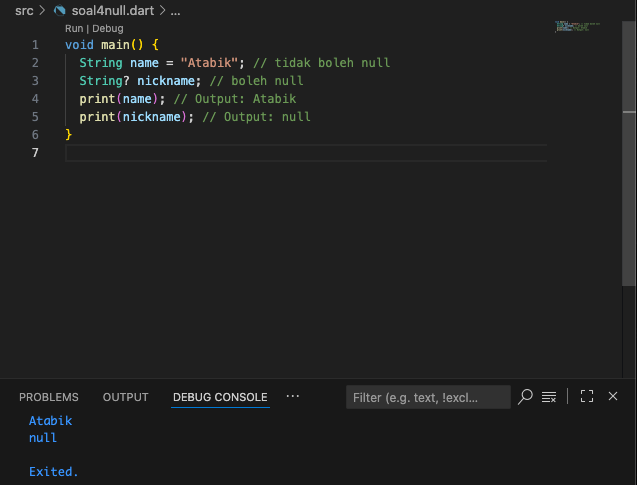 src > soal4null.dart > ...
Run | Debug
1 void main() {
2 String name = "Atabik"; // tidak boleh null
3 String? nickname; // boleh null
4 print(name); // Output: Atabik
5 print(nickname); // Output: null
6 }
7
PROBLEMS OUTPUT DEBUG CONSOLE ... Filter (e.g. text, !excl...
Atabik
null
Exited.